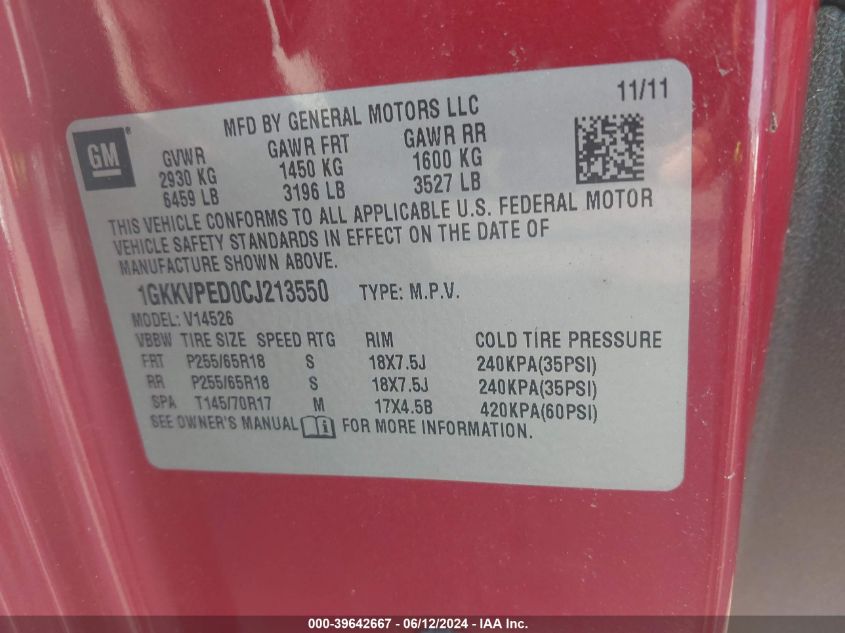 11/11
MFD BY GENERAL MOTORS LLC
GM®
GVWR GAWR FRT GAWR RR
2930 KG 1450 KG 1600 KG
6459 LB 3196 LB 3527 LB
THIS VEHICLE CONFORMS TO ALL APPLICABLE U.S. FEDERAL MOTOR
VEHICLE SAFETY STANDARDS IN EFFECT ON THE DATE OF
MANUFACTURE SHOWN ABOVE.
1GKKVPED0CJ213550 TYPE: M.P.V.
MODEL: V14526
VBBW TIRE SIZE SPEED RTG RIM COLD TIRE PRESSURE
FRT P255/65R18 S 18X7.5J 240KPA(35PSI)
RR P255/65R18 S 18X7.5J 240KPA(35PSI)
SPA T145/70R17 M 17X4.5B 420KPA(60PSI)
SEE OWNER'S MANUAL i FOR MORE INFORMATION.
000-39642667 - 06/12/2024 - IAA Inc.